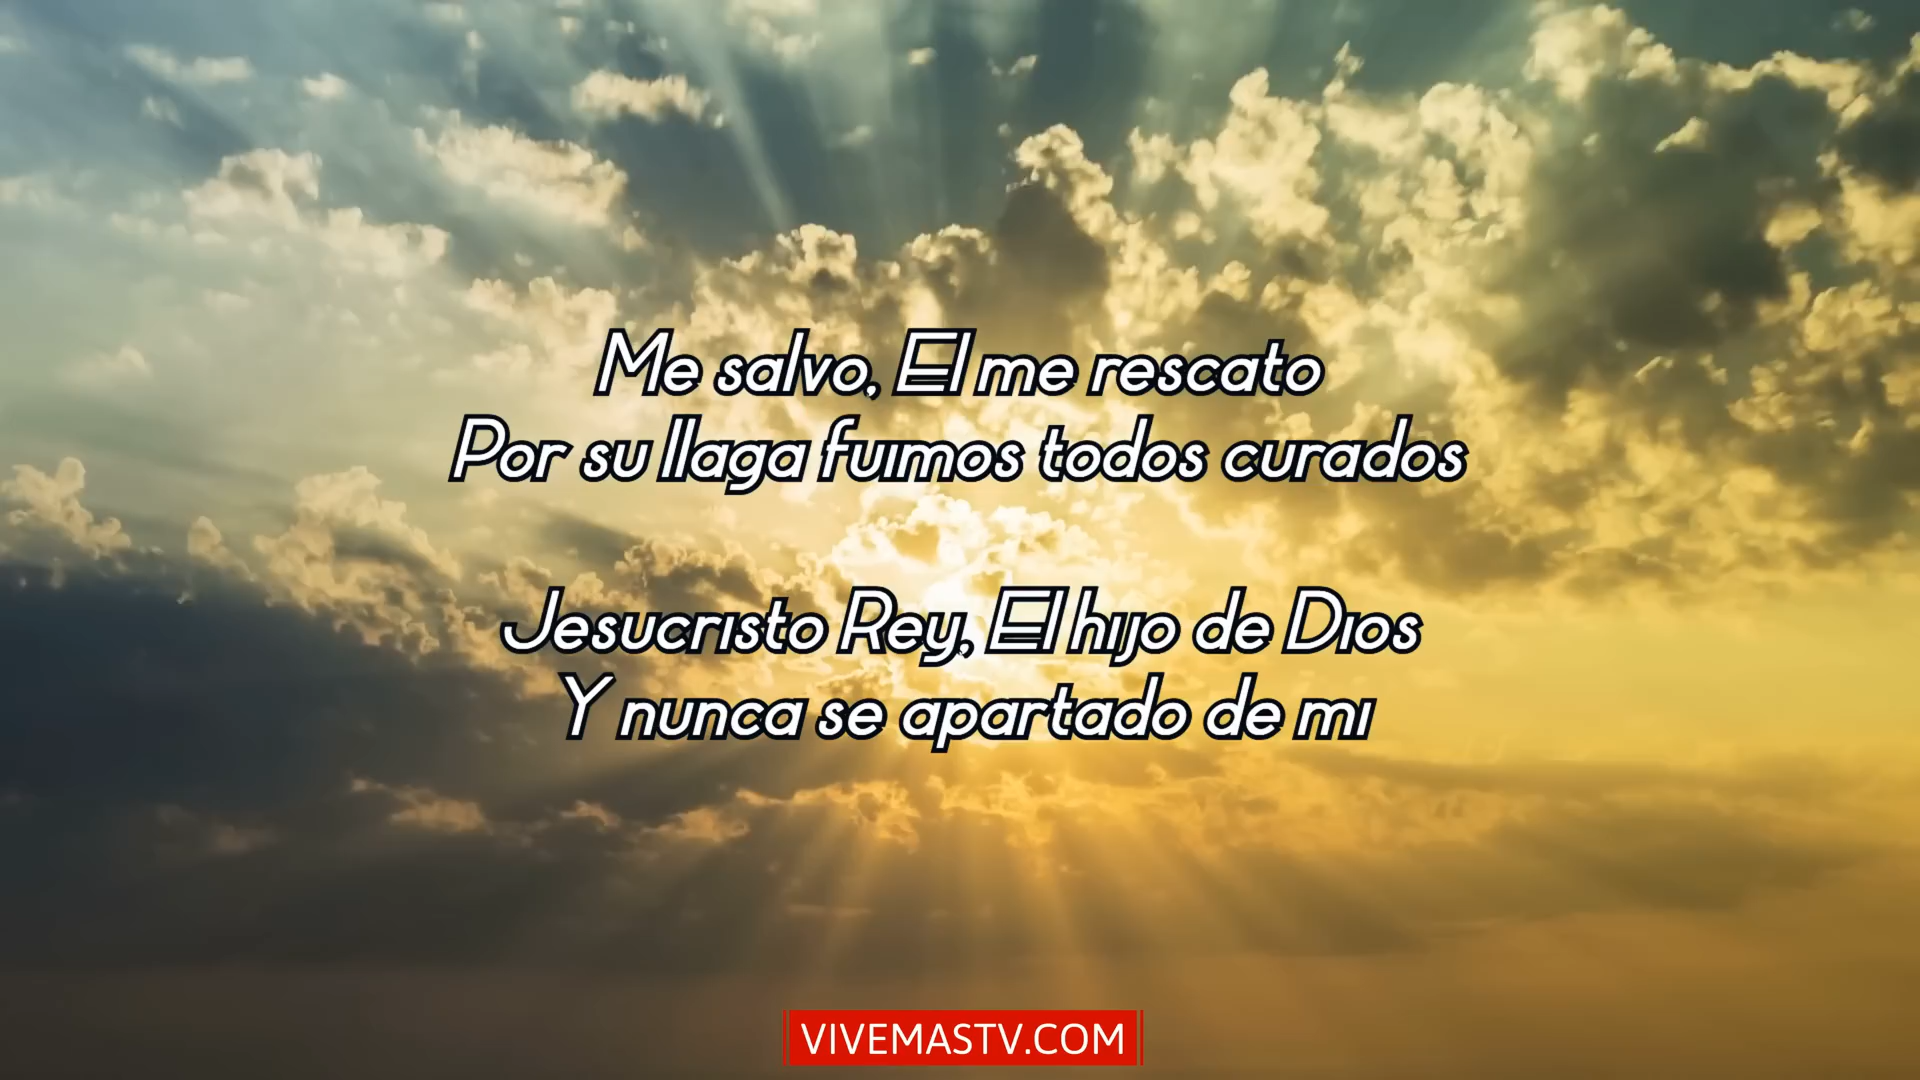 Me salvo, El me rescato
Por su llaga fuimos todos curados
Jesucristo Rey, El hijo de Dios
Y nunca se apartado de mi
VIVEMASTV.COM